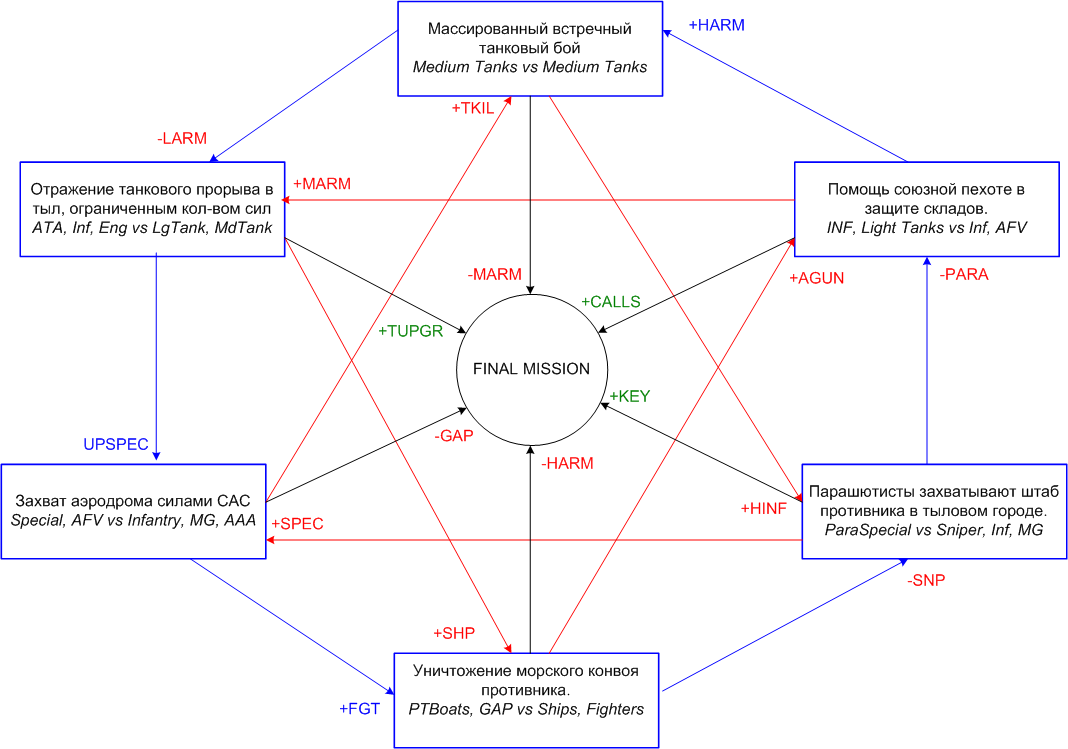 Массированный встречный
танковый бой
Medium Tanks vs Medium Tanks
+HARM
+TKIL
-LARM
Отражение танкового прорыва в
тыл, ограниченным кол-вом сил
ATA, Inf, Eng vs LgTank, MdTank
+MARM
Помощь союзной пехоте в
защите складов.
INF, Light Tanks vs Inf, AFV
-MARM
+AGUN
-PARA
+CALLS
+TUPGR
FINAL MISSION
+KEY
UPSPEC
-GAP
-HARM
Захват аэродрома силами САС
Special, AFV vs Infantry, MG, AAA
+SPEC
+HINF
Парашютисты захватывают штаб
противника в тыловом городе.
ParaSpecial vs Sniper, Inf, MG
-SNP
+SHP
+FGT
Уничтожение морского конвоя
противника.
PTBoats, GAP vs Ships, Fighters